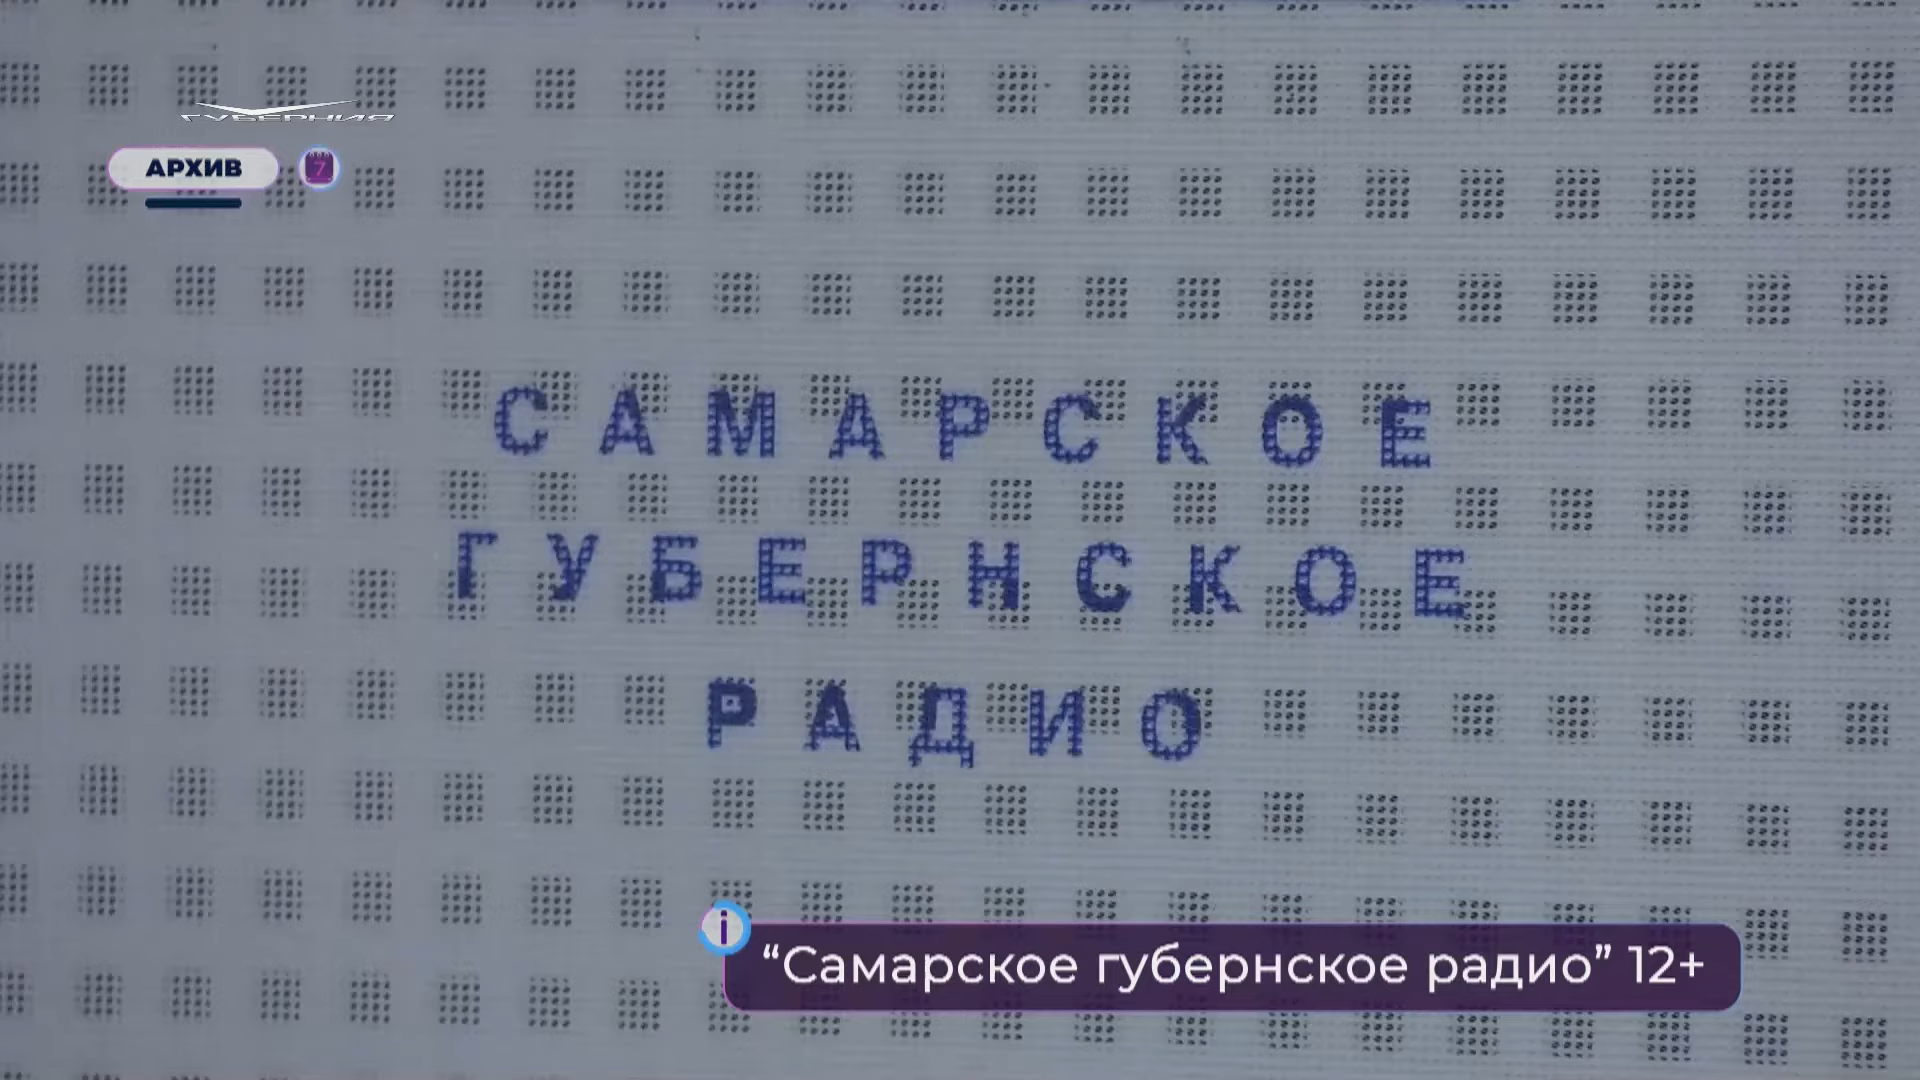 ГУБЕРНИЯ
АРХИВ
7
САМАРСКОЕ
ГУБЕРНСКОЕ
РАДИО
i
“Самарское губернское радио” 12+